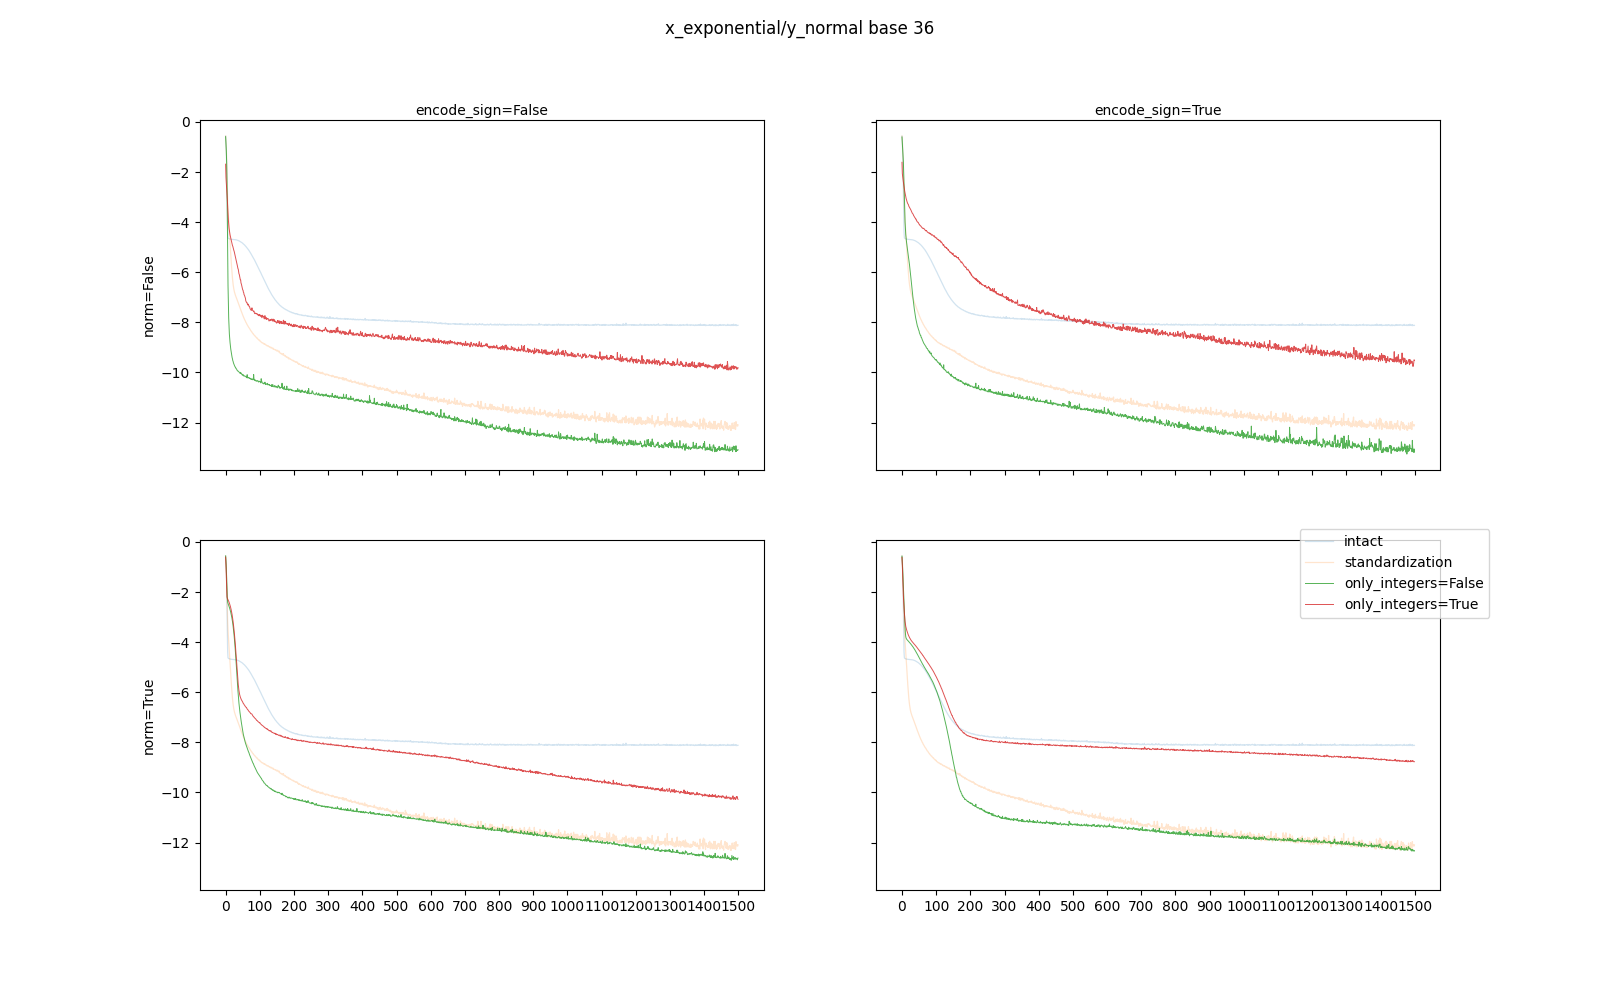 x_exponential/y_normal base 36
encode_sign=False
encode_sign=True
norm=False
0
−2
−4
−6
−8
−10
−12
norm=True
0
−2
−4
−6
−8
−10
−12
intact
standardization
only_integers=False
only_integers=True
0 100 200 300 400 500 600 700 800 900 1000 1100 1200 1300 1400 1500
0 100 200 300 400 500 600 700 800 900 1000 1100 1200 1300 1400 1500